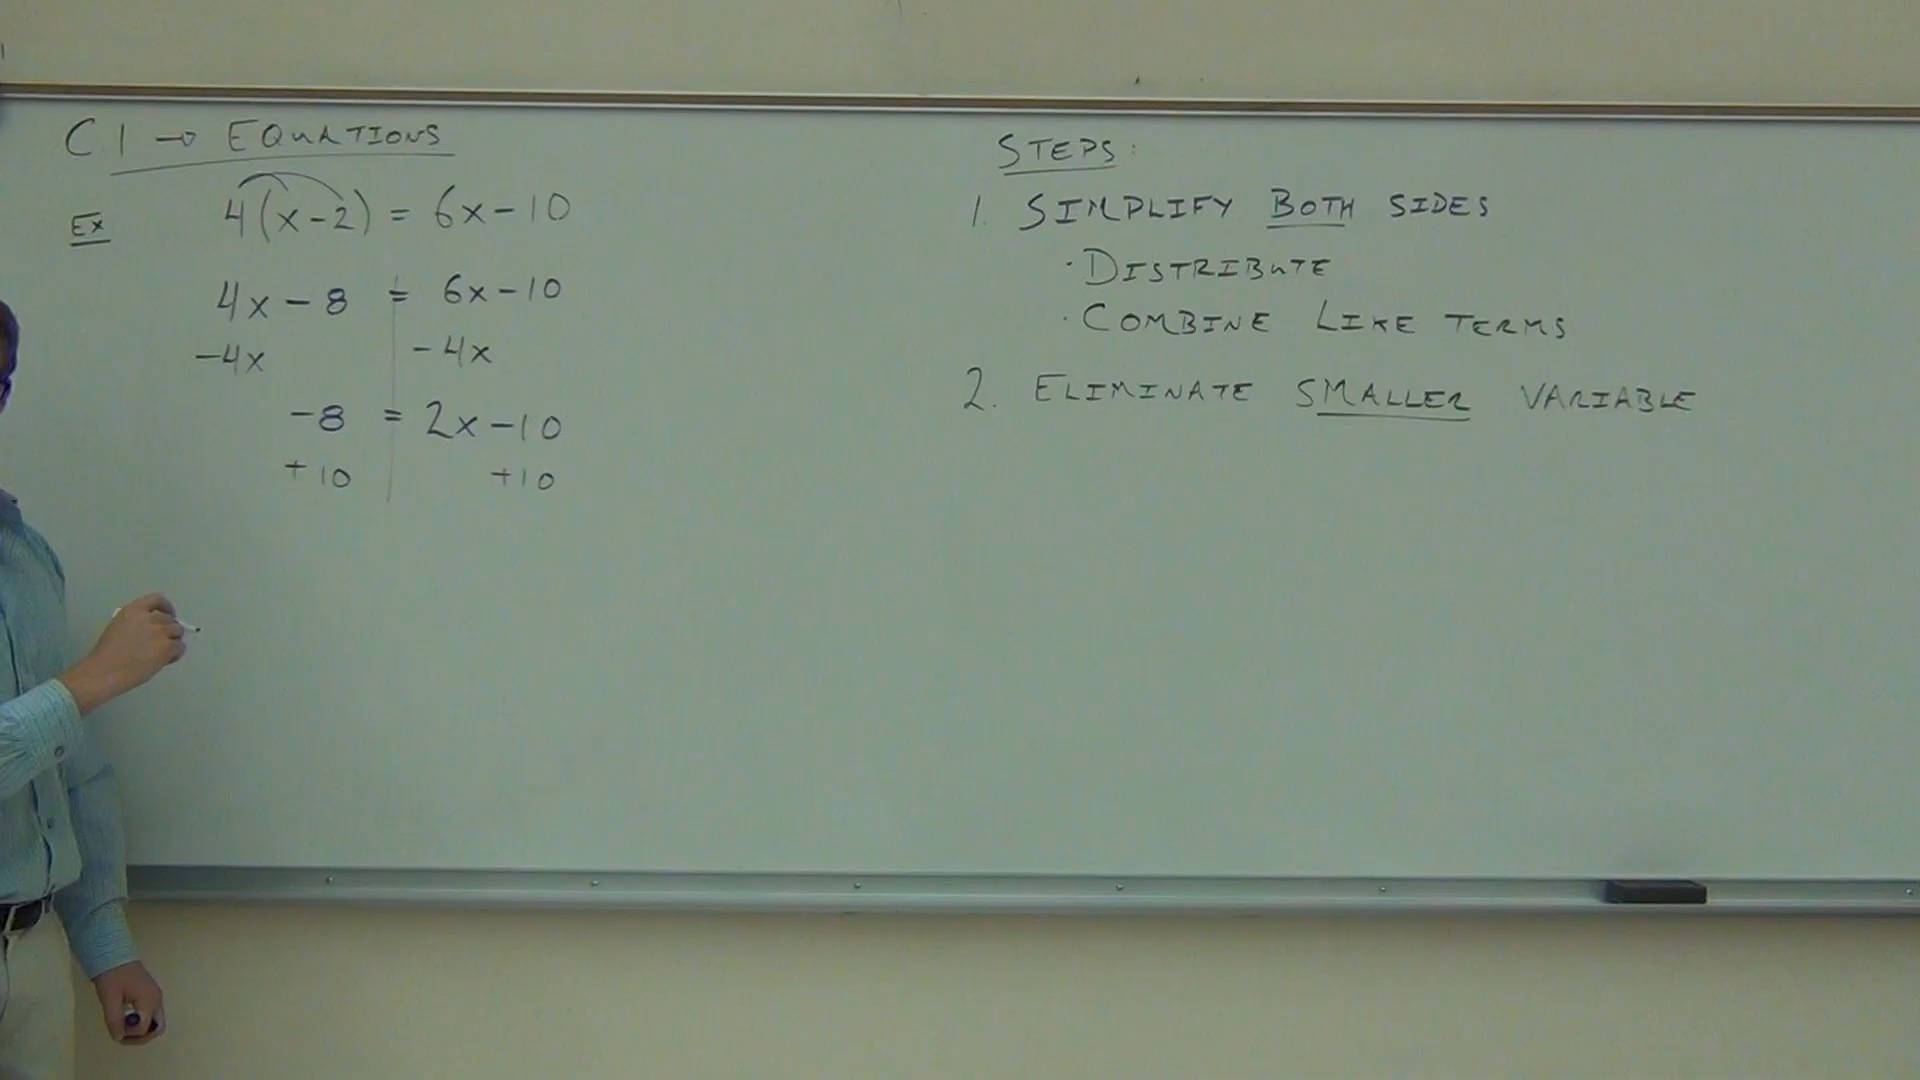 C1 → EQUATIONS
Ex 4(x-2) = 6x-10
4x-8 = 6x-10
-4x -4x
-8 = 2x-10
+10 +10
STEPS:
1. SIMPLIFY BOTH SIDES
· DISTRIBUTE
· COMBINE LIKE TERMS
2. ELIMINATE SMALLER VARIABLE